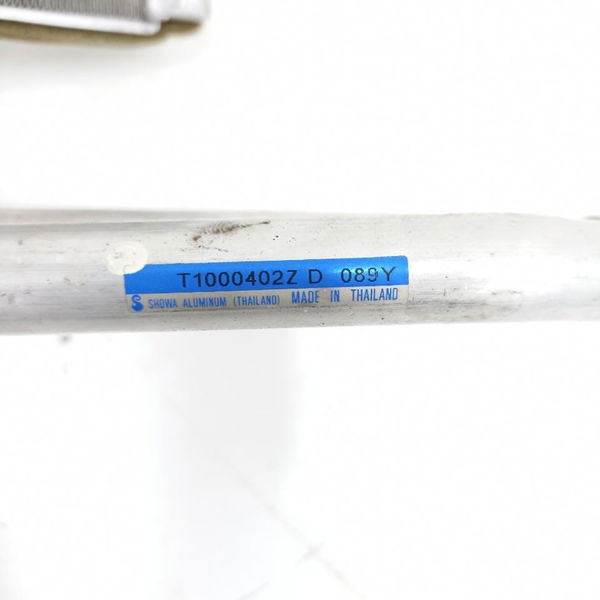 T1000402Z D 089Y
SHOWA ALUMINUM (THAILAND) MADE IN THAILAND